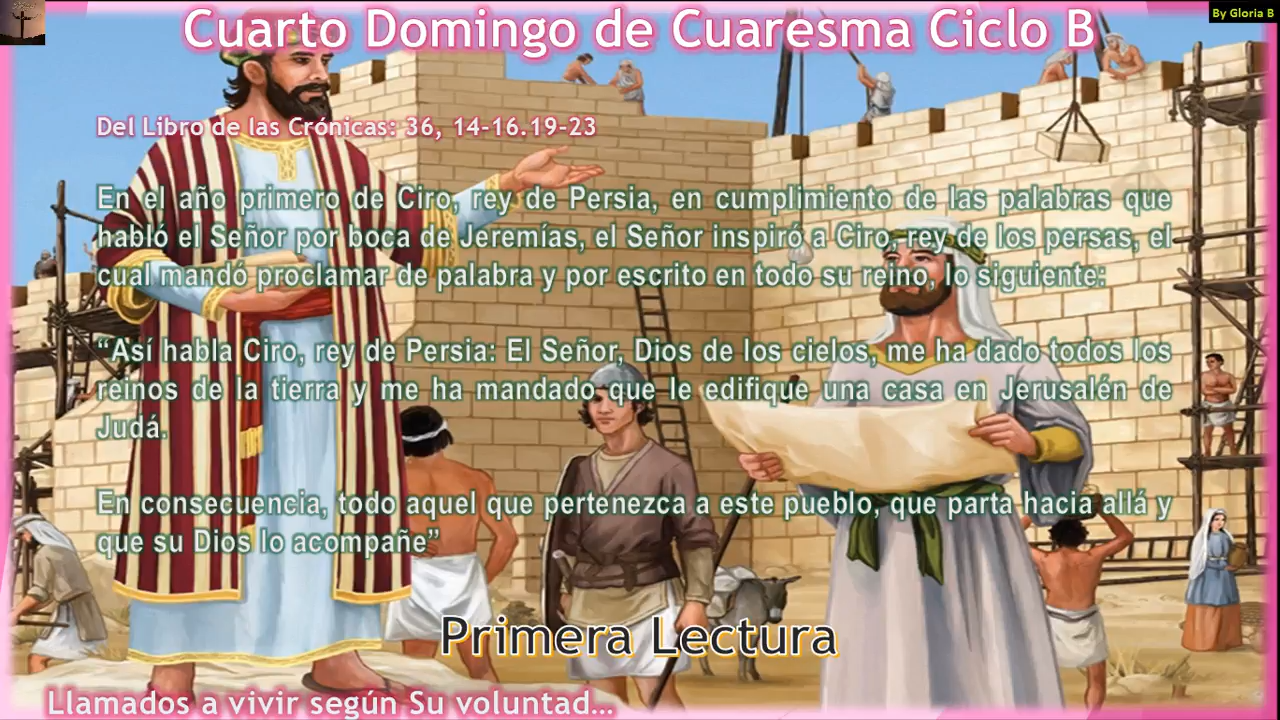 By Gloria B
Cuarto Domingo de Cuaresma Ciclo B
Del Libro de las Crónicas: 36, 14-16.19-23
En el año primero de Ciro, rey de Persia, en cumplimiento de las palabras que
habló el Señor por boca de Jeremías, el Señor inspiró a Ciro, rey de los persas, el
cual mandó proclamar de palabra y por escrito en todo su reino, lo siguiente:
“Así habla Ciro, rey de Persia: El Señor, Dios de los cielos, me ha dado todos los
reinos de la tierra y me ha mandado que le edifique una casa en Jerusalén de
Judá.
En consecuencia, todo aquel que pertenezca a este pueblo, que parta hacia allá y
que su Dios lo acompañe”
Primera Lectura
Llamados a vivir según Su voluntad...